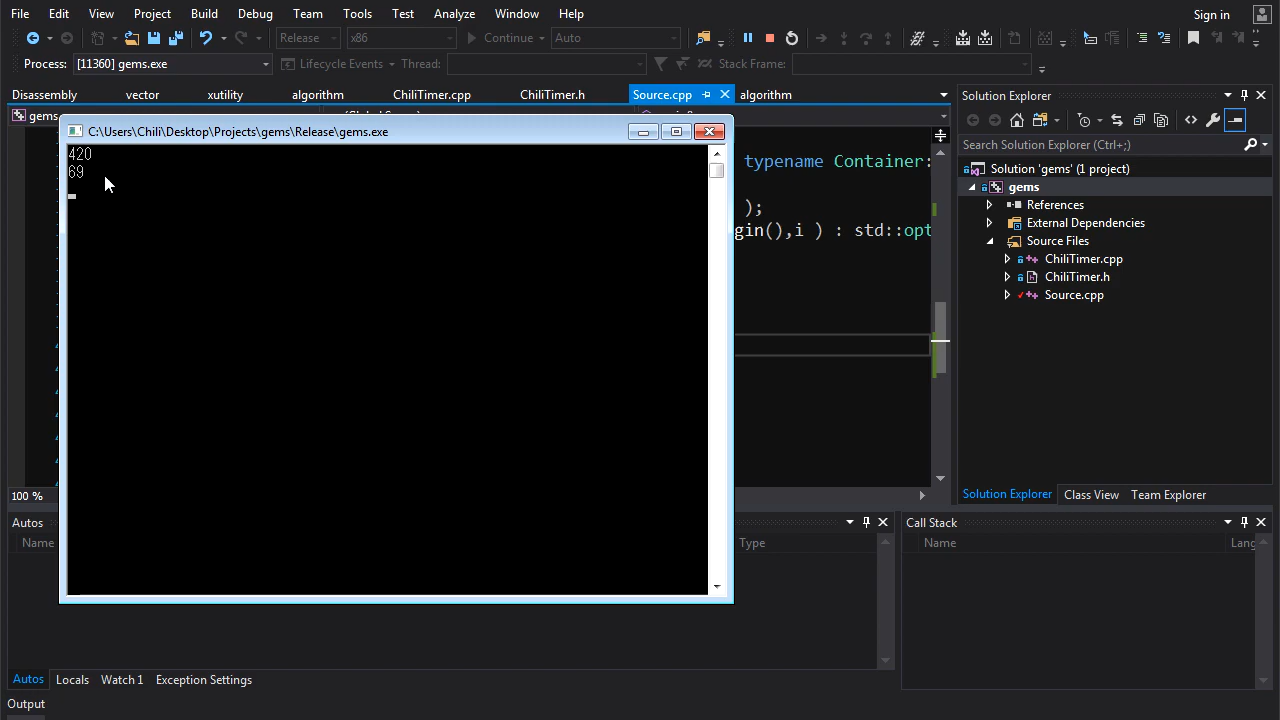 File Edit View Project Build Debug Team Tools Test Analyze Window Help Sign in
Release x86 Continue Auto
Process: [11360] gems.exe Lifecycle Events Thread: Stack Frame:
Disassembly vector xutility algorithm ChiliTimer.cpp ChiliTimer.h Source.cpp algorithm
gems
C:\Users\Chili\Desktop\Projects\gems\Release\gems.exe
420
69
typename Container:
);
gin(),i ) : std::opt
100 %
Solution Explorer
Search Solution Explorer (Ctrl+;)
Solution 'gems' (1 project)
gems
References
External Dependencies
Source Files
ChiliTimer.cpp
ChiliTimer.h
Source.cpp
Solution Explorer Class View Team Explorer
Autos
Name Type
Autos Locals Watch 1 Exception Settings
Call Stack
Name Lang
Output